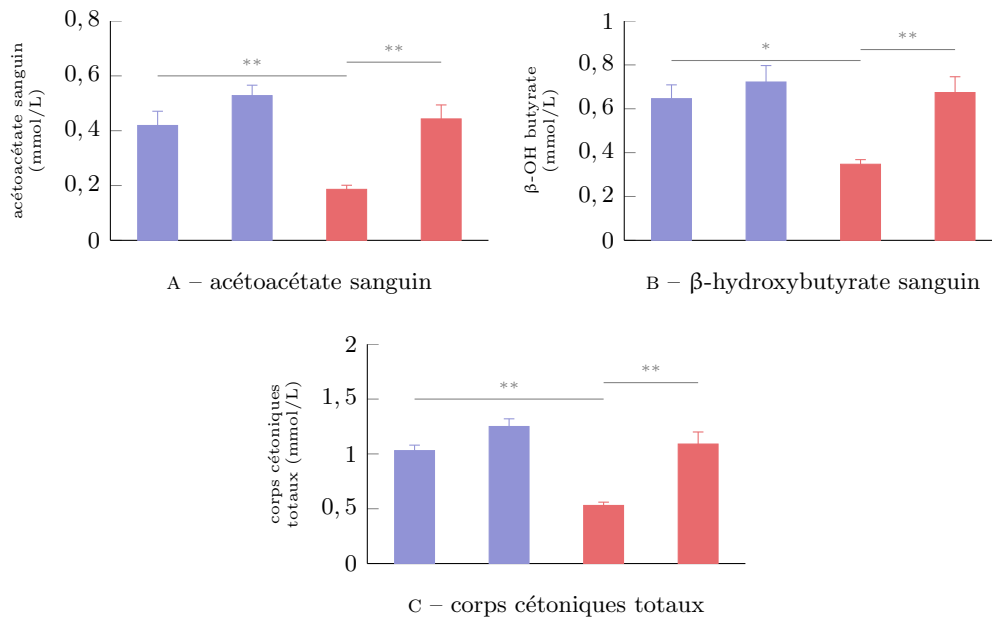 acétoacétate sanguin
(mmol/L)
0, 8
0, 6
0, 4
0, 2
0
**
**
A – acétoacétate sanguin
β-OH butyrate
(mmol/L)
1
0, 8
0, 6
0, 4
0, 2
0
*
**
B – β-hydroxybutyrate sanguin
corps cétoniques
totaux (mmol/L)
2
1, 5
1
0, 5
0
**
**
C – corps cétoniques totaux